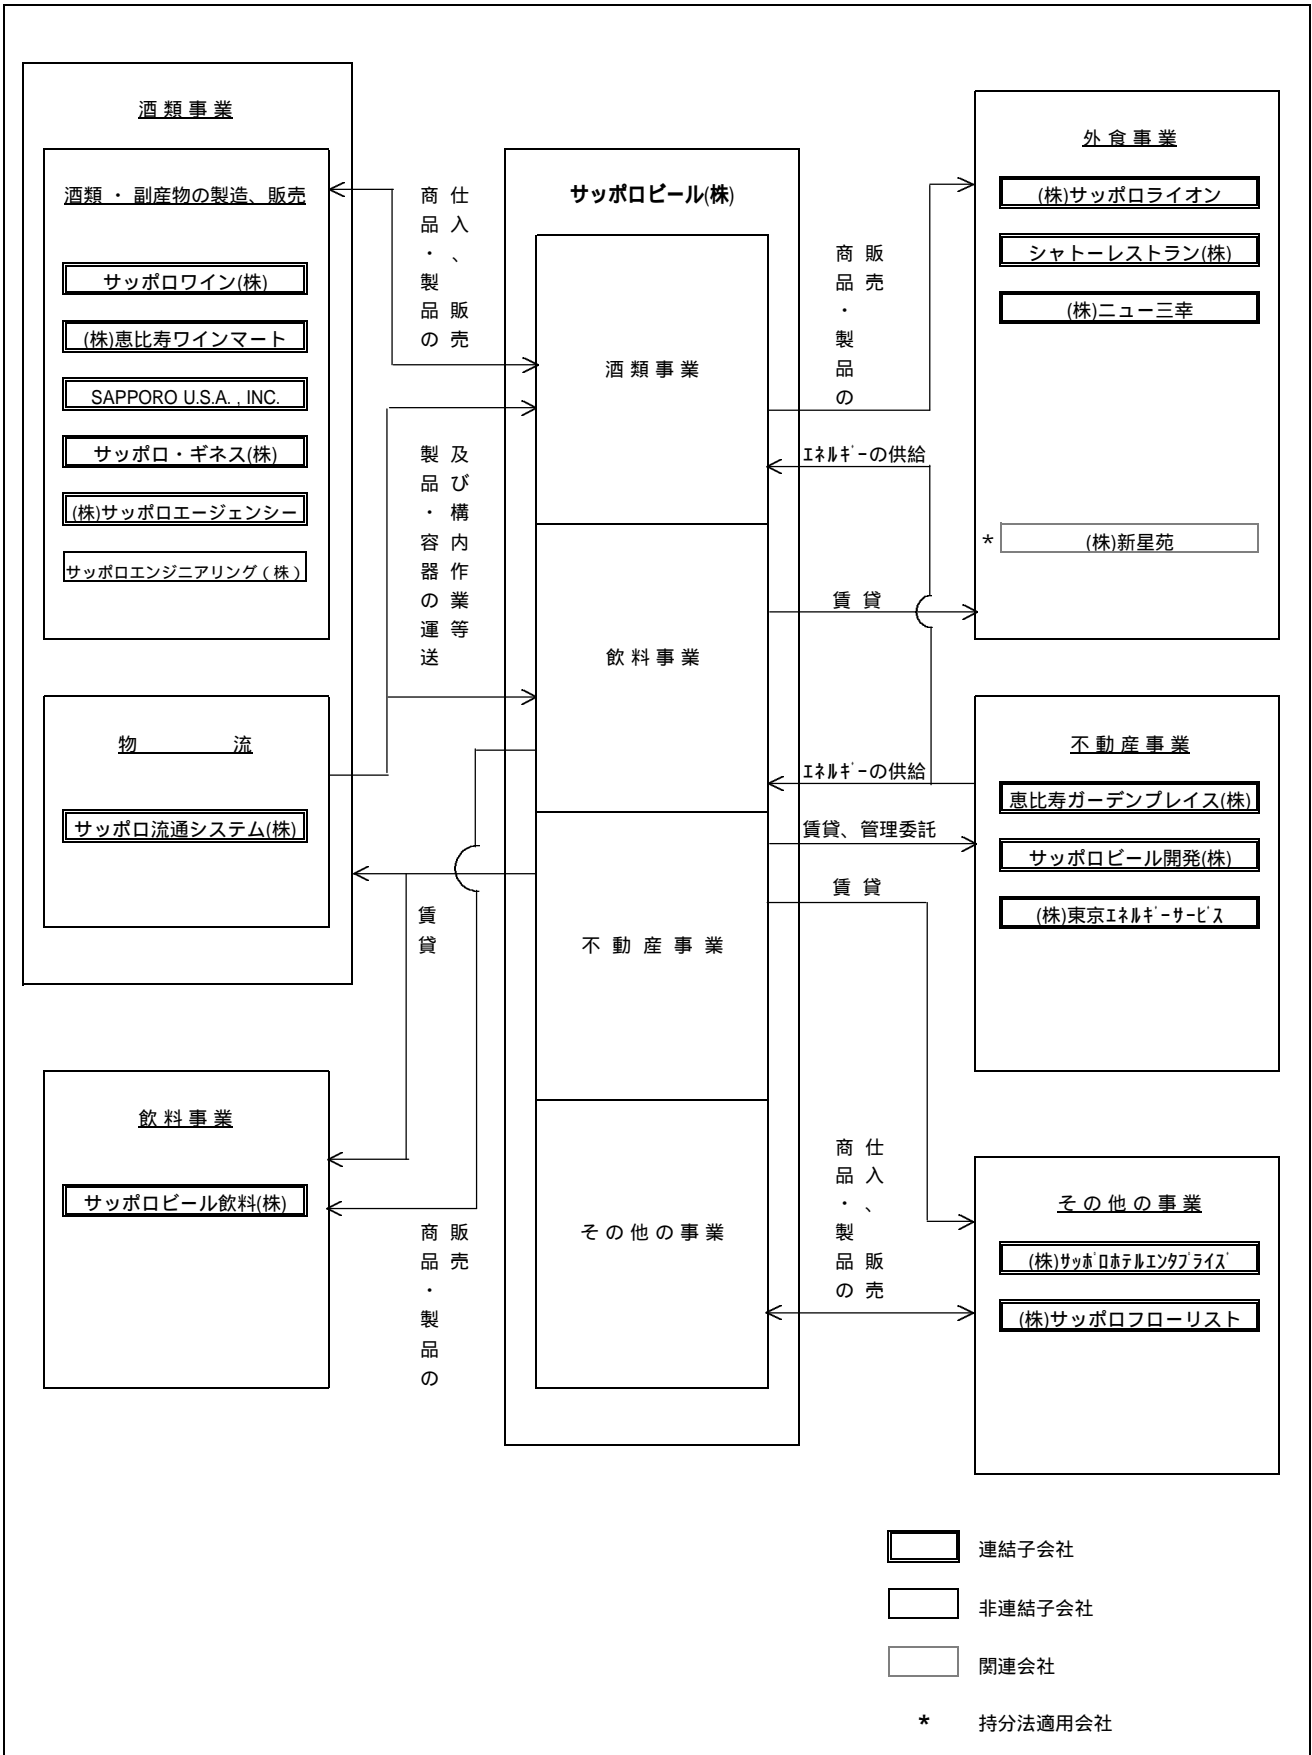 酒類事業
酒類・副産物の製造、販売
サッポロワイン(株)
(株)恵比寿ワインマート
SAPPORO U.S.A. , INC.
サッポロ・ギネス(株)
(株)サッポロエージェンシー
サッポロエンジニアリング(株)
物流
サッポロ流通システム(株)
飲料事業
サッポロビール飲料(株)
商品・製品の
仕入、販売
製品・容器の運送
及び構内作業等
賃貸
商品・製品の
販売
サッポロビール(株)
酒類事業
飲料事業
不動産事業
その他の事業
商品・製品の
販売
エネルギーの供給
賃貸
エネルギーの供給
賃貸、管理委託
賃貸
商品・製品の
仕入、販売
外食事業
(株)サッポロライオン
シャトーレストラン(株)
(株)ニュー三幸
* (株)新星苑
不動産事業
恵比寿ガーデンプレイス(株)
サッポロビール開発(株)
(株)東京エネルギーサービス
その他の事業
(株)サッポロホテルエンタプライズ
(株)サッポロフローリスト
連結子会社
非連結子会社
関連会社
* 持分法適用会社